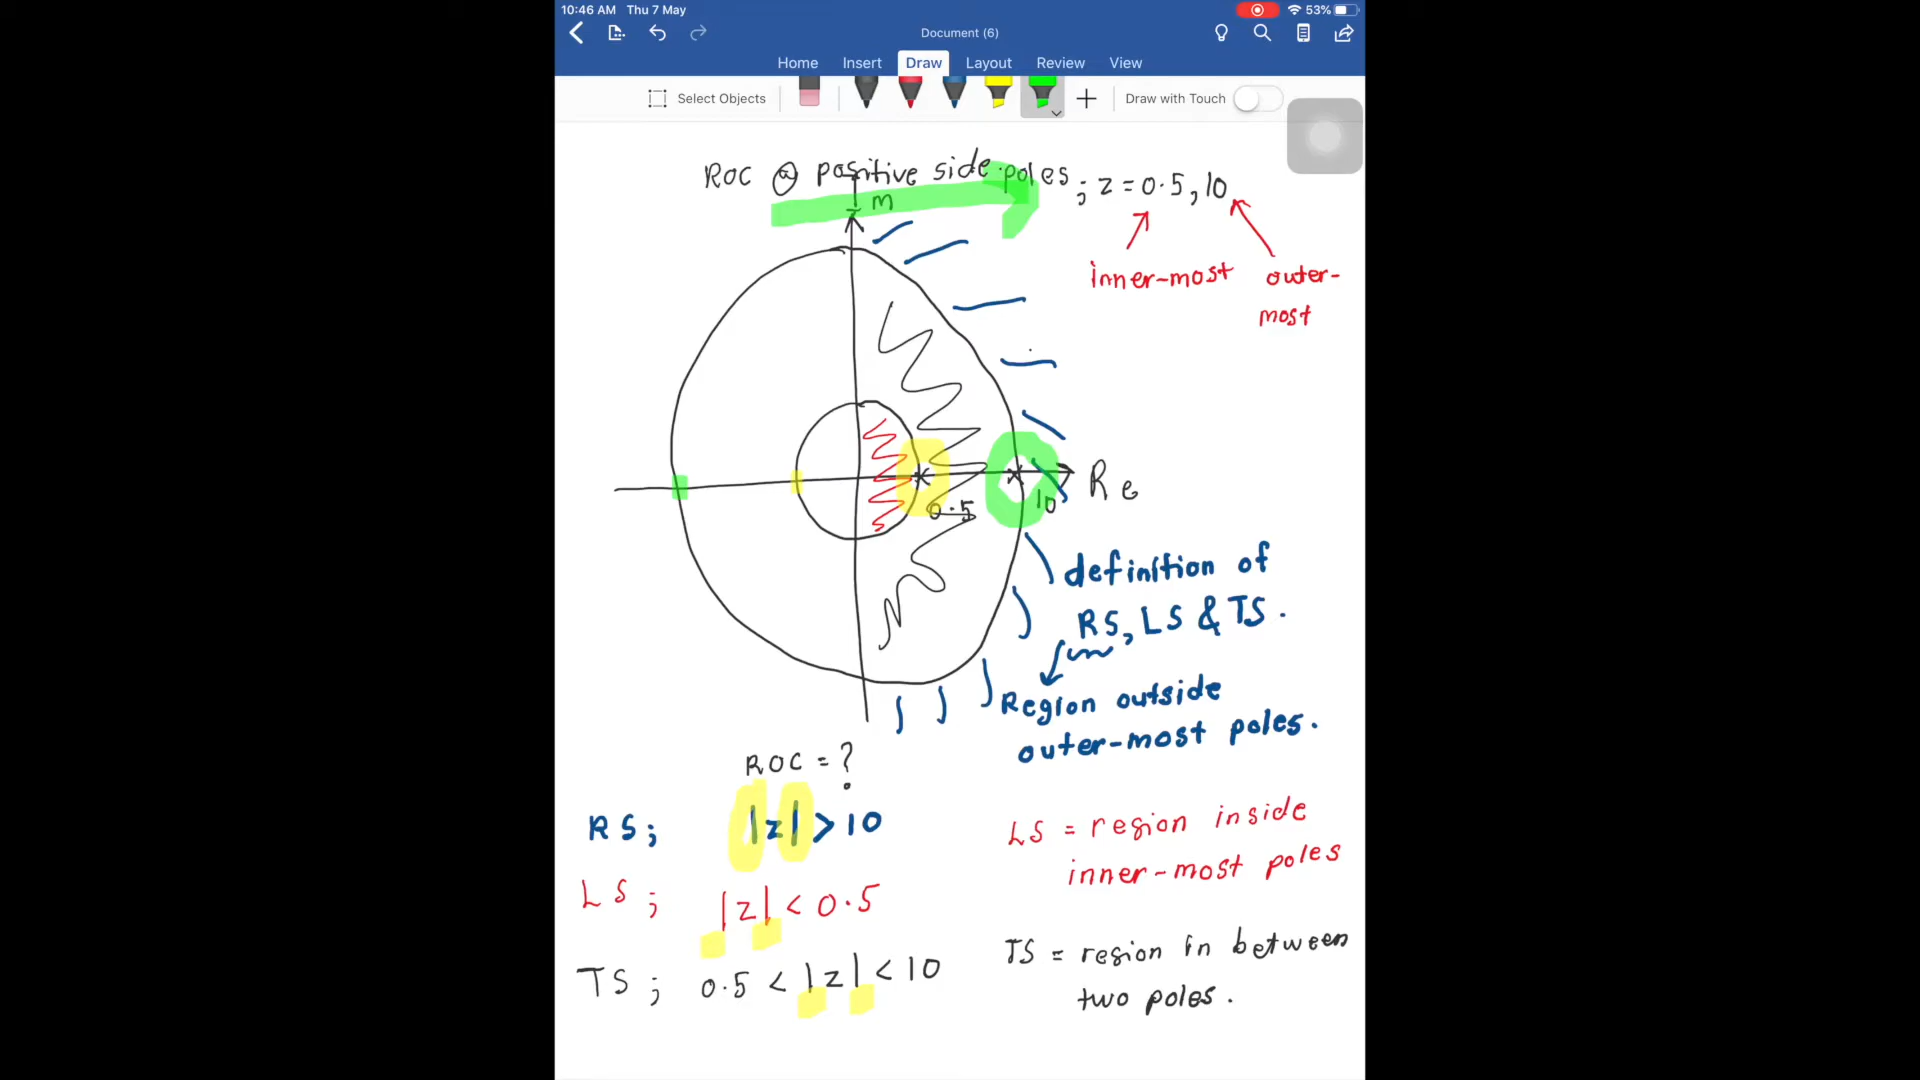 10:46 AM Thu 7 May
53%
Document (6)
Home Insert Draw Layout Review View
Select Objects
Draw with Touch
ROC @ positive side poles ; z = 0.5, 10
Im
inner-most
outer-
most
Re
0.5
10
definition of
RS, LS & TS.
Region outside
outer-most poles.
ROC = ?
RS; |z| > 10
LS; |z| < 0.5
TS; 0.5 < |z| < 10
LS = region inside
inner-most poles
TS = region in between
two poles.